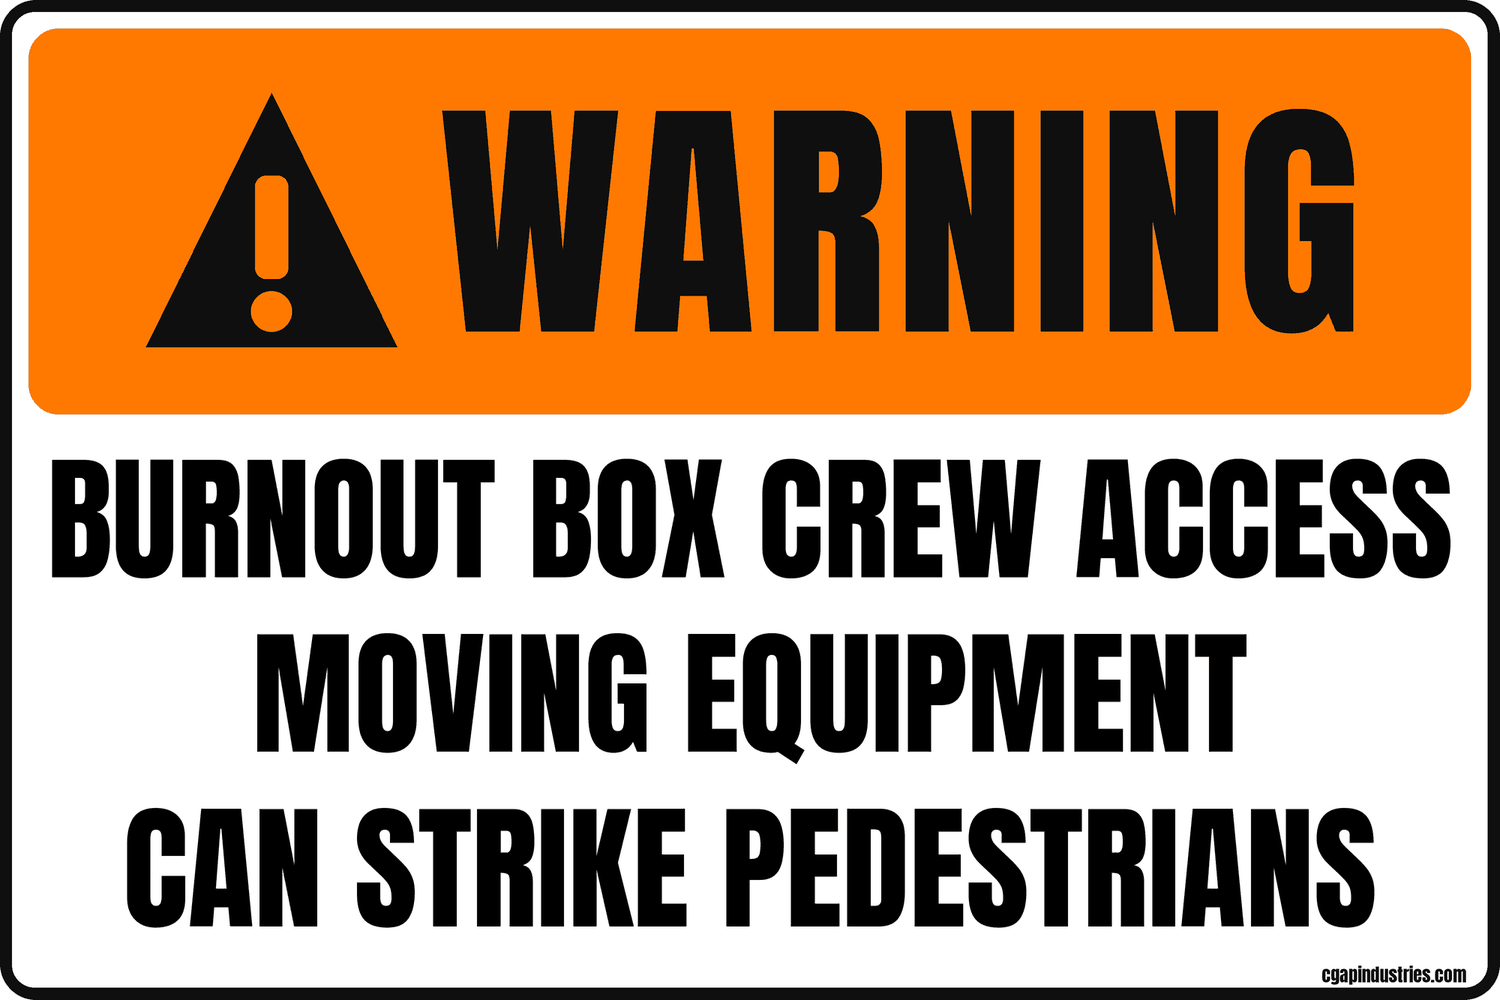 WARNING
BURNOUT BOX CREW ACCESS
MOVING EQUIPMENT
CAN STRIKE PEDESTRIANS
cgapindustries.com